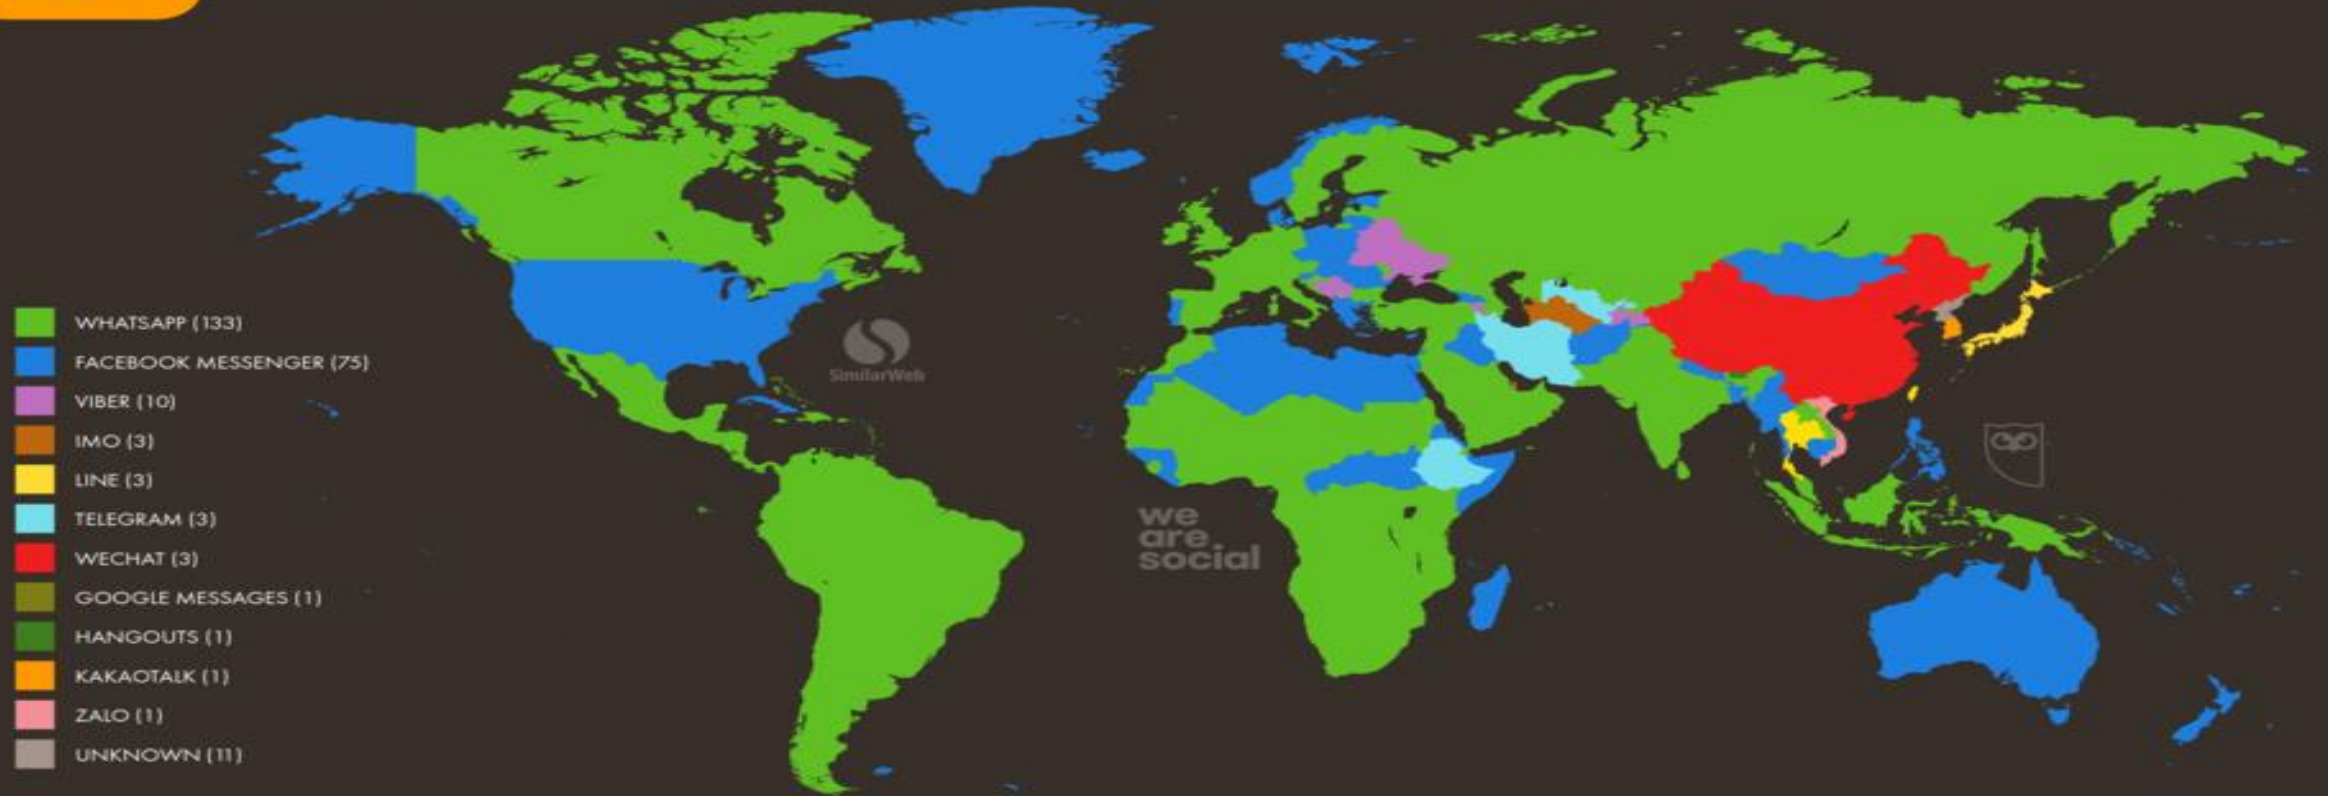 WHATSAPP (133)
FACEBOOK MESSENGER (75)
VIBER (10)
IMO (3)
LINE (3)
TELEGRAM (3)
WECHAT (3)
GOOGLE MESSAGES (1)
HANGOUTS (1)
KAKAOTALK (1)
ZALO (1)
UNKNOWN (11)
SimilarWeb
we
are
social